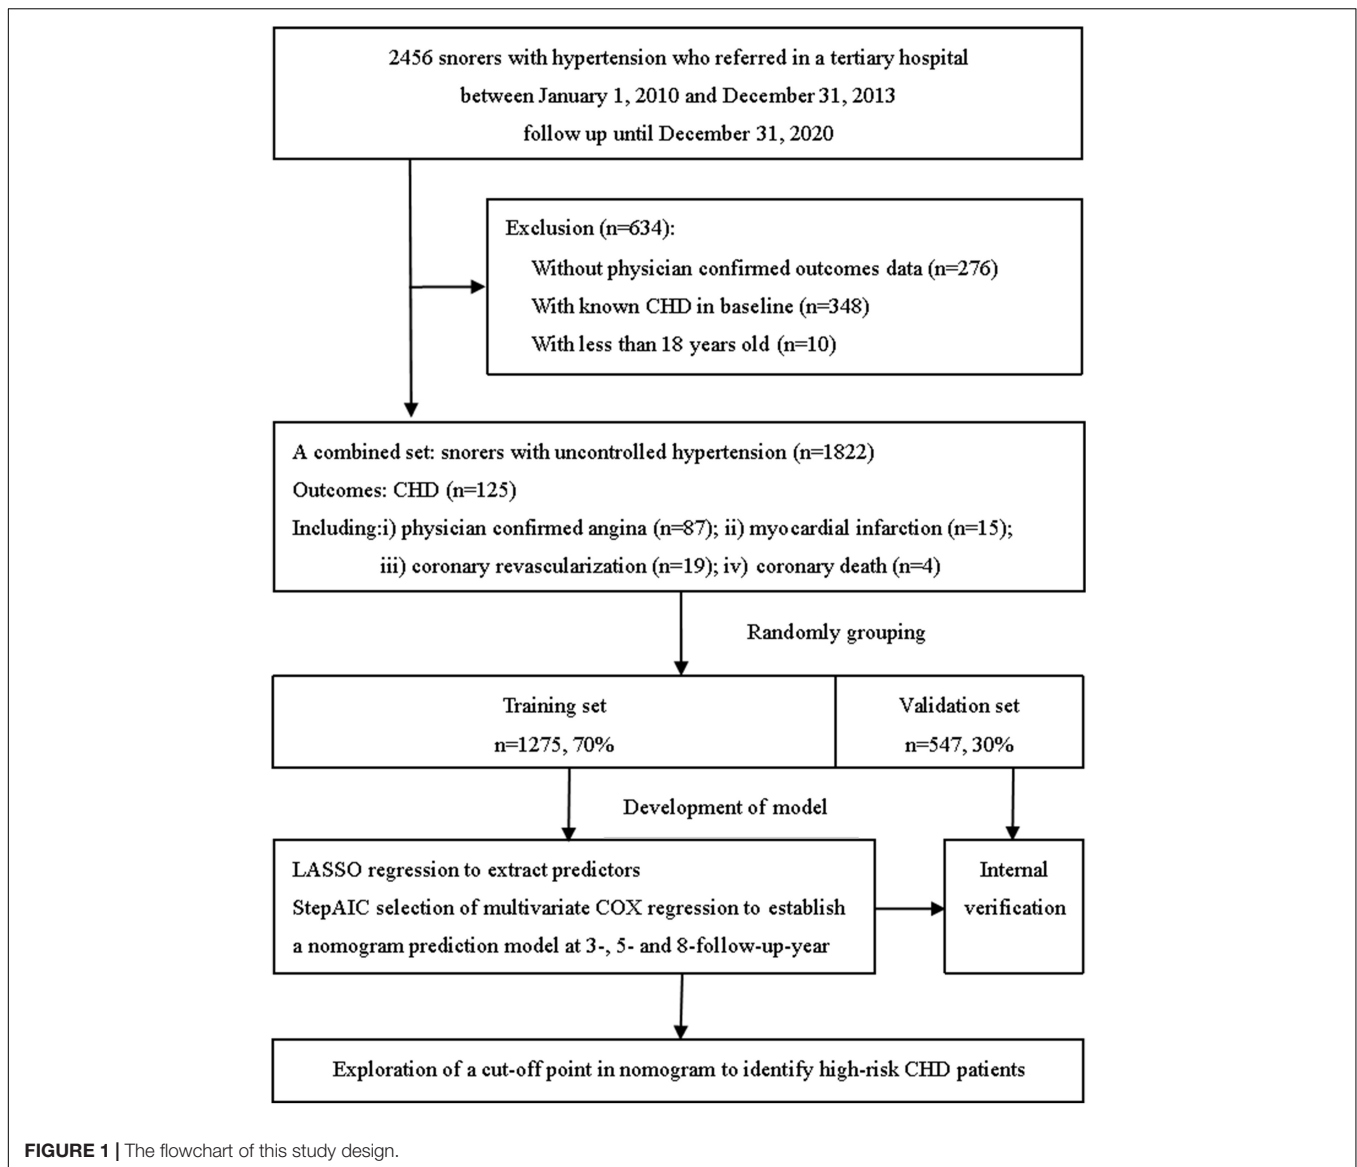 2456 snorers with hypertension who referred in a tertiary hospital
between January 1, 2010 and December 31, 2013
follow up until December 31, 2020
Exclusion (n=634):
Without physician confirmed outcomes data (n=276)
With known CHD in baseline (n=348)
With less than 18 years old (n=10)
A combined set: snorers with uncontrolled hypertension (n=1822)
Outcomes: CHD (n=125)
Including:i) physician confirmed angina (n=87); ii) myocardial infarction (n=15);
iii) coronary revascularization (n=19); iv) coronary death (n=4)
Randomly grouping
Training set
n=1275, 70%
Validation set
n=547, 30%
Development of model
LASSO regression to extract predictors
StepAIC selection of multivariate COX regression to establish
a nomogram prediction model at 3-, 5- and 8-follow-up-year
Internal
verification
Exploration of a cut-off point in nomogram to identify high-risk CHD patients
FIGURE 1 | The flowchart of this study design.